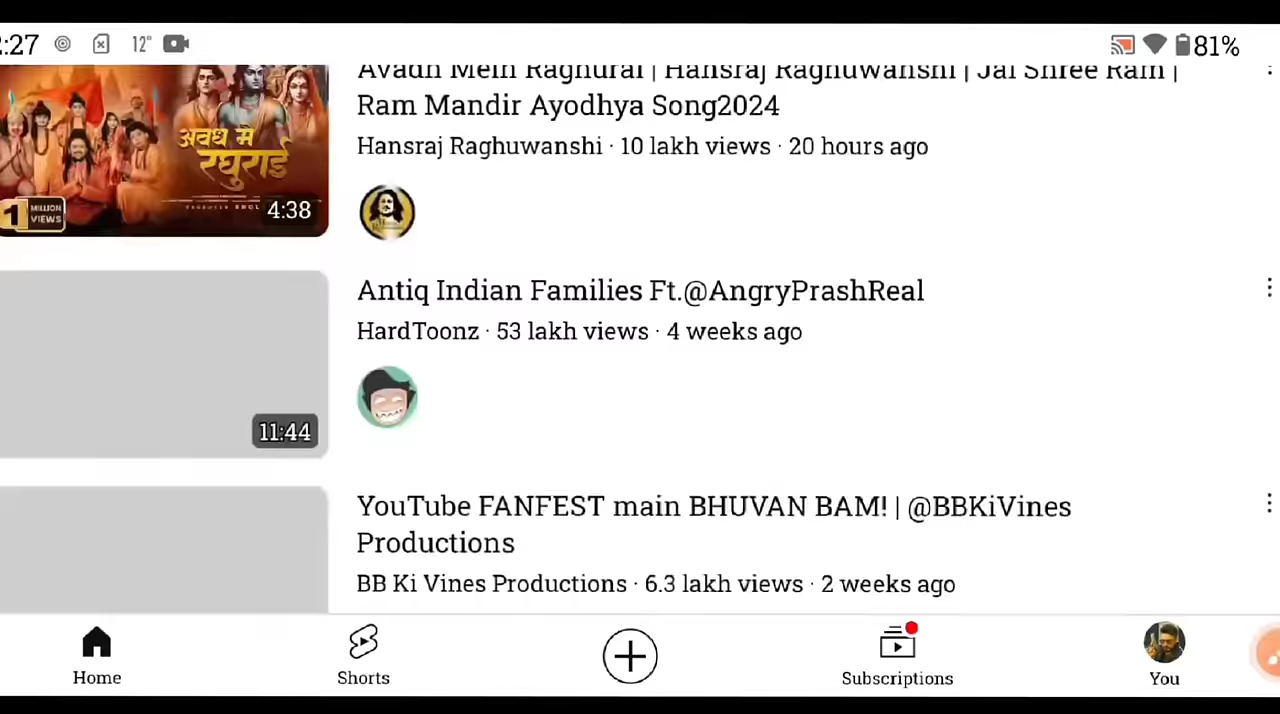 :27 12° 81%
Avadh Mein Raghurai | Hansraj Raghuwanshi | Jai Shree Ram |
Ram Mandir Ayodhya Song2024
Hansraj Raghuwanshi · 10 lakh views · 20 hours ago
अवध में
रघुराई
1 MILLION
VIEWS
4:38
Antiq Indian Families Ft.@AngryPrashReal
HardToonz · 53 lakh views · 4 weeks ago
11:44
YouTube FANFEST main BHUVAN BAM! | @BBKiVines
Productions
BB Ki Vines Productions · 6.3 lakh views · 2 weeks ago
Home Shorts Subscriptions You